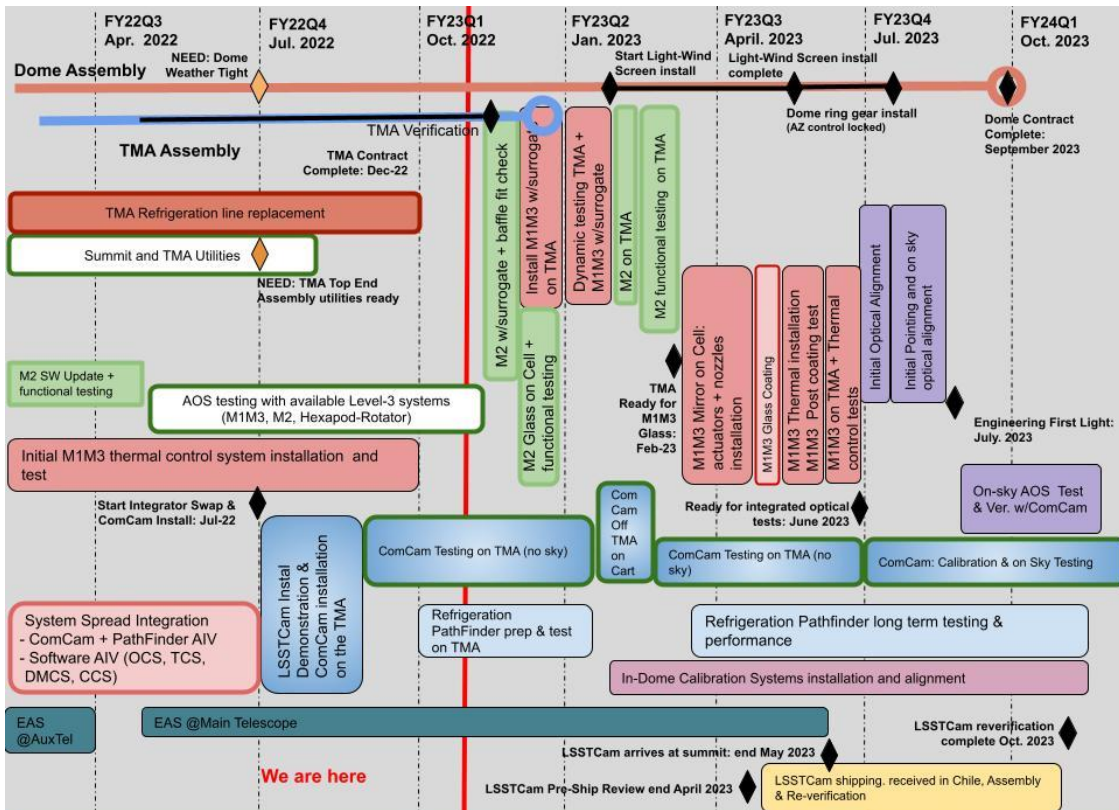 FY22Q3
Apr. 2022
FY22Q4
Jul. 2022
FY23Q1
Oct. 2022
FY23Q2
Jan. 2023
FY23Q3
April. 2023
FY23Q4
Jul. 2023
FY24Q1
Oct. 2023
Dome Assembly
NEED: Dome
Weather Tight
Start Light-Wind
Screen install
Light-Wind Screen install
complete
Dome ring gear install
(AZ control locked)
Dome Contract
Complete:
September 2023
TMA Assembly
TMA Verification
TMA Contract
Complete: Dec-22
TMA Refrigeration line replacement
Summit and TMA Utilities
NEED: TMA Top End
Assembly utilities ready
M2 w/surrogate + baffle fit check
Install M1M3 w/surrogate
on TMA
Dynamic testing TMA +
M1M3 w/surrogate
M2 on TMA
M2 functional testing on TMA
M2 Glass on Cell +
functional testing
TMA
Ready for
M1M3
Glass:
Feb-23
M1M3 Mirror on Cell:
actuators + nozzles
installation
M1M3 Glass Coating
M1M3 Thermal installation
M1M3 Post coating test
M1M3 on TMA + Thermal
control tests
Initial Optical Alignment
Initial Pointing and on sky
optical alignment
Engineering First Light:
July. 2023
M2 SW Update +
functional testing
AOS testing with available Level-3 systems
(M1M3, M2, Hexapod-Rotator)
Initial M1M3 thermal control system installation and
test
Start Integrator Swap &
ComCam Install: Jul-22
Ready for integrated optical
tests: June 2023
On-sky AOS Test
& Ver. w/ComCam
LSSTCam Instal
Demonstration &
ComCam installation
on the TMA
ComCam Testing on TMA (no sky)
Com
Cam
Off
TMA
on
Cart
ComCam Testing on TMA (no
sky)
ComCam: Calibration & on Sky Testing
System Spread Integration
- ComCam + PathFinder AIV
- Software AIV (OCS, TCS,
DMCS, CCS)
Refrigeration
PathFinder prep & test
on TMA
Refrigeration Pathfinder long term testing &
performance
In-Dome Calibration Systems installation and alignment
EAS
@AuxTel
EAS @Main Telescope
LSSTCam reverification
complete Oct. 2023
LSSTCam arrives at summit: end May 2023
We are here
LSSTCam Pre-Ship Review end April 2023
LSSTCam shipping. received in Chile, Assembly
& Re-verification